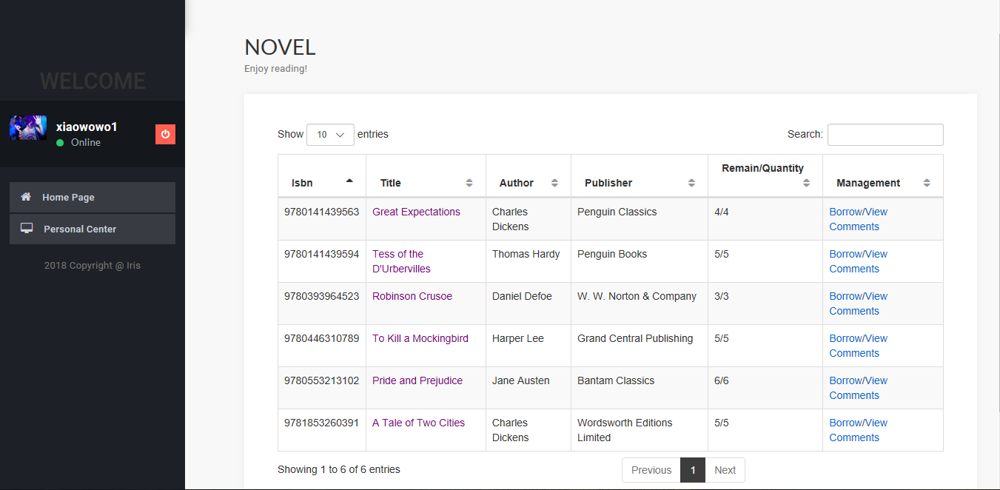 WELCOME
xiaowowo1
Online
Home Page
Personal Center
2018 Copyright @ Iris
NOVEL
Enjoy reading!
Show 10 entries Search:
Isbn Title Author Publisher Remain/Quantity Management
9780141439563 Great Expectations Charles Penguin Classics 4/4 Borrow/View
Dickens Comments
9780141439594 Tess of the Thomas Hardy Penguin Books 5/5 Borrow/View
D'Urbervilles Comments
9780393964523 Robinson Crusoe Daniel Defoe W. W. Norton & Company 3/3 Borrow/View
Comments
9780446310789 To Kill a Mockingbird Harper Lee Grand Central Publishing 5/5 Borrow/View
Comments
9780553213102 Pride and Prejudice Jane Austen Bantam Classics 6/6 Borrow/View
Comments
9781853260391 A Tale of Two Cities Charles Wordsworth Editions 5/5 Borrow/View
Dickens Limited Comments
Showing 1 to 6 of 6 entries Previous 1 Next